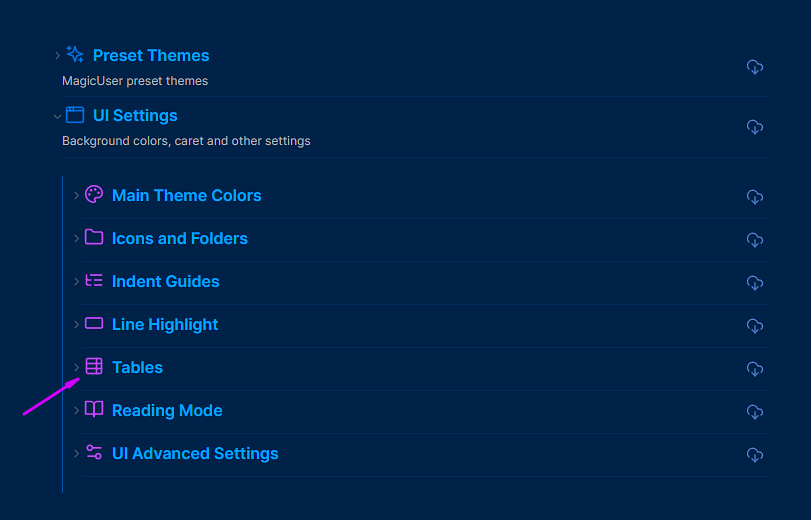 Preset Themes
MagicUser preset themes
UI Settings
Background colors, caret and other settings
Main Theme Colors
Icons and Folders
Indent Guides
Line Highlight
Tables
Reading Mode
UI Advanced Settings